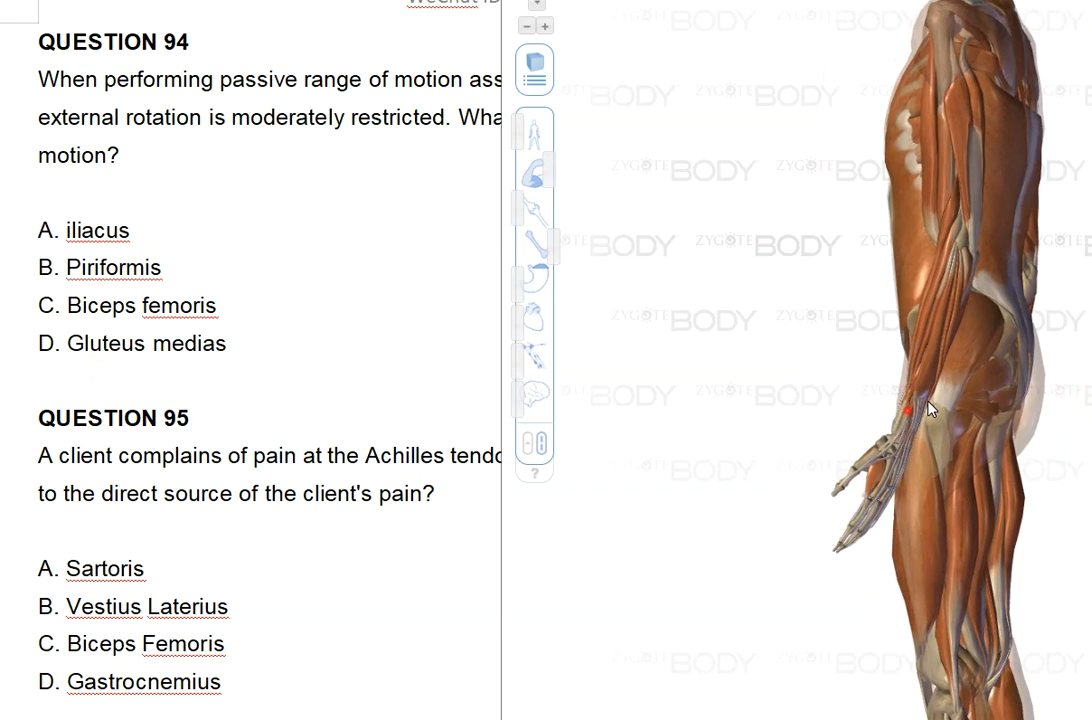 QUESTION 94
When performing passive range of motion ass
external rotation is moderately restricted. Wha
motion?
A. iliacus
B. Piriformis
C. Biceps femoris
D. Gluteus medias
QUESTION 95
A client complains of pain at the Achilles tendo
to the direct source of the client's pain?
A. Sartoris
B. Vestius Laterius
C. Biceps Femoris
D. Gastrocnemius
ZYGOTE BODY